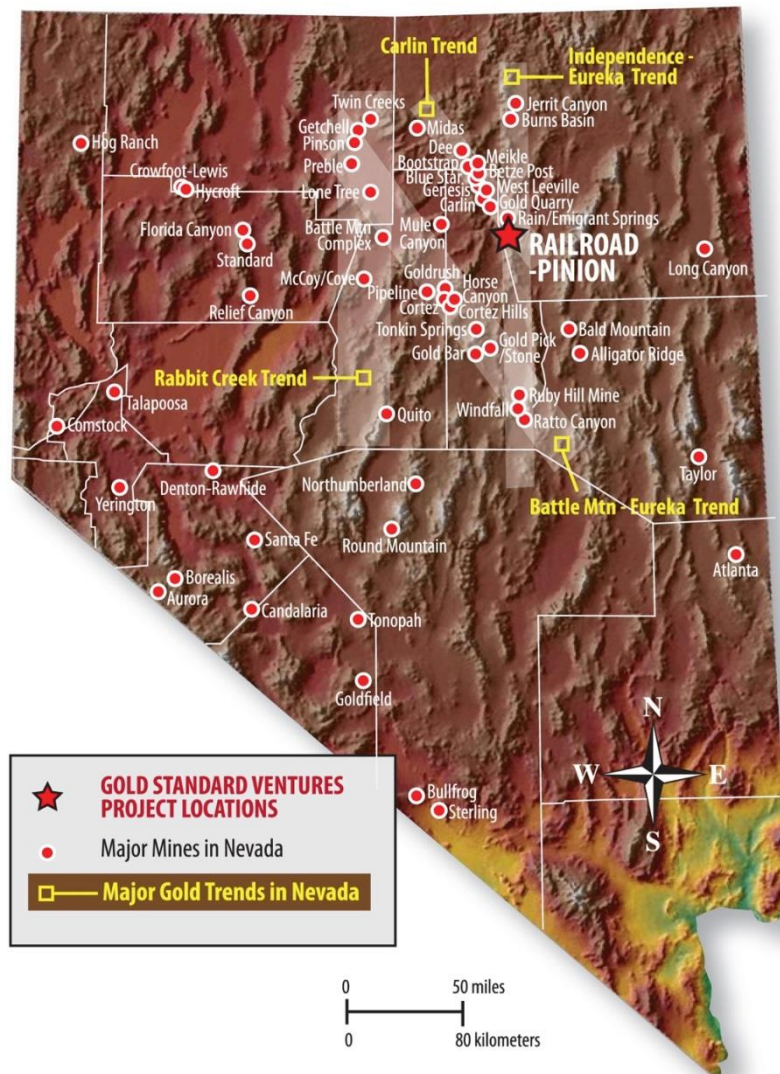 Carlin Trend
Independence -
Eureka Trend
Twin Creeks
Getchell
Pinson
Preble
Lone Tree
Midas
Dee
Bootstrap
Blue Star
Genesis
Carlin
Jerrit Canyon
Burns Basin
Meikle
Betze Post
West Leeville
Gold Quarry
Rain/Emigrant Springs
RAILROAD
-PINION
Hog Ranch
Crowfoot-Lewis
Hycroft
Florida Canyon
Standard
Relief Canyon
Battle Mtn
Complex
Mule
Canyon
McCoy/Cove
Goldrush
Pipeline
Cortez
Horse
Canyon
Cortez Hills
Long Canyon
Tonkin Springs
Gold Bar
Gold Pick
/Stone
Bald Mountain
Alligator Ridge
Rabbit Creek Trend
Talapoosa
Comstock
Quito
Ruby Hill Mine
Windfall
Ratto Canyon
Yerington
Denton-Rawhide
Northumberland
Battle Mtn - Eureka Trend
Taylor
Santa Fe
Round Mountain
Atlanta
Borealis
Aurora
Candalaria
Tonopah
Goldfield
Bullfrog
Sterling
N
W
E
S
GOLD STANDARD VENTURES
PROJECT LOCATIONS
Major Mines in Nevada
Major Gold Trends in Nevada
0
50 miles
0
80 kilometers